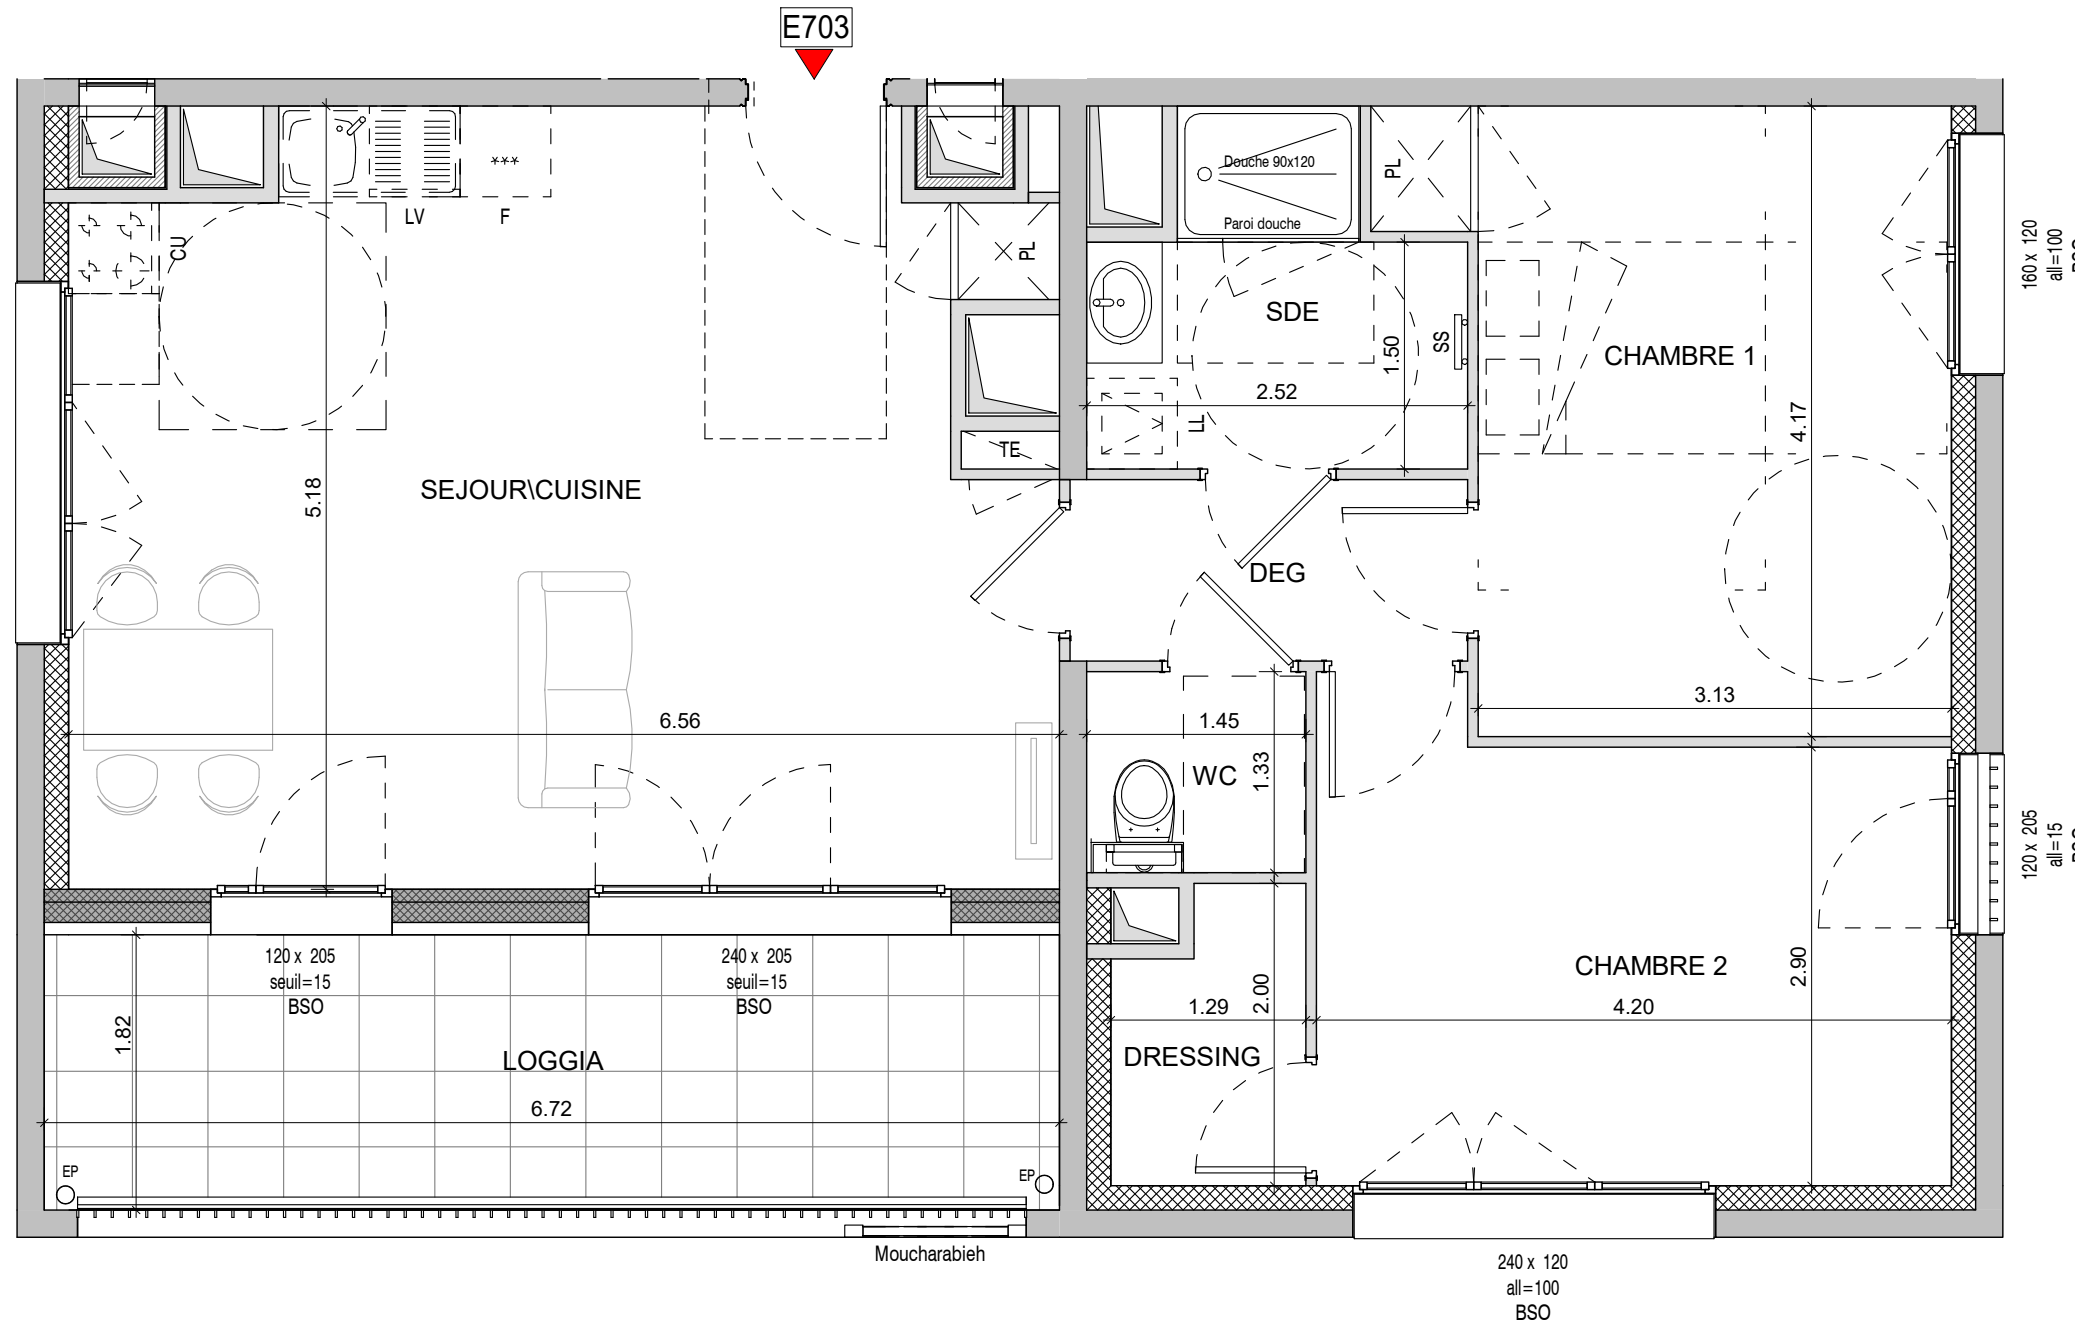 E703
Douche 90x120
Paroi douche
PL
LV
F
***
CU
PL
SDE
SS
1.50
2.52
LL
CHAMBRE 1
4.17
160 x 120
all=100
TE
SEJOUR\CUISINE
5.18
DEG
3.13
6.56
1.45
WC
1.33
120 x 205
all=15
120 x 205
seuil=15
BSO
240 x 205
seuil=15
BSO
CHAMBRE 2
2.90
1.29
2.00
4.20
1.82
LOGGIA
DRESSING
6.72
EP
EP
Moucharabieh
240 x 120
all=100
BSO